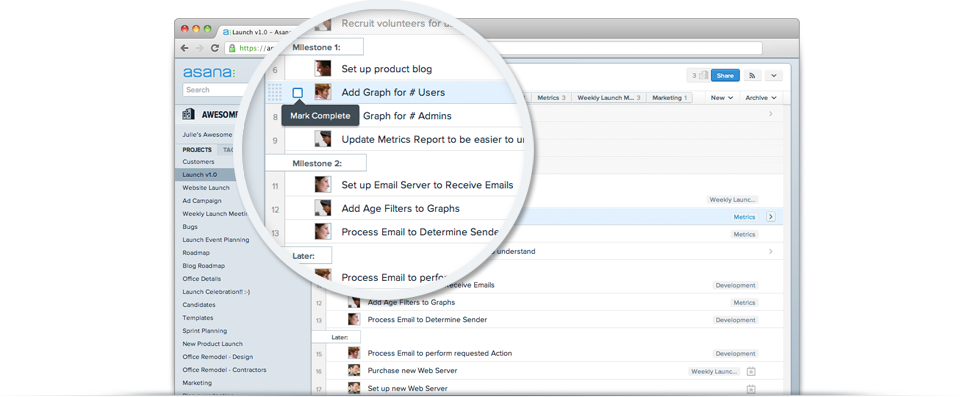 Launch v1.0 – Asana
https://a
asana:
Search
AWESOME
Julie's Awesome
PROJECTS
TAG
Customers
Launch v1.0
Website Launch
Ad Campaign
Weekly Launch Meetin
Bugs
Launch Event Planning
Roadmap
Blog Roadmap
Office Details
Launch Celebration!! :-)
Candidates
Templates
Sprint Planning
New Product Launch
Office Remodel - Design
Office Remodel - Contractors
Marketing
Recruit volunteers for us
Milestone 1:
6 Set up product blog
Add Graph for # Users
Mark Complete
8 Graph for # Admins
9 Update Metrics Report to be easier to un
Milestone 2:
11 Set up Email Server to Receive Emails
12 Add Age Filters to Graphs
13 Process Email to Determine Sende
Later:
Process Email to perfor
3 Share
Metrics 3 Weekly Launch M... 3 Marketing 1 New Archive
Weekly Launc...
Metrics
Metrics
understand
Receive Emails Development
12 Add Age Filters to Graphs Metrics
13 Process Email to Determine Sender Development
Later:
15 Process Email to perform requested Action Development
16 Purchase new Web Server Weekly Launc...
17 Set up new Web Server